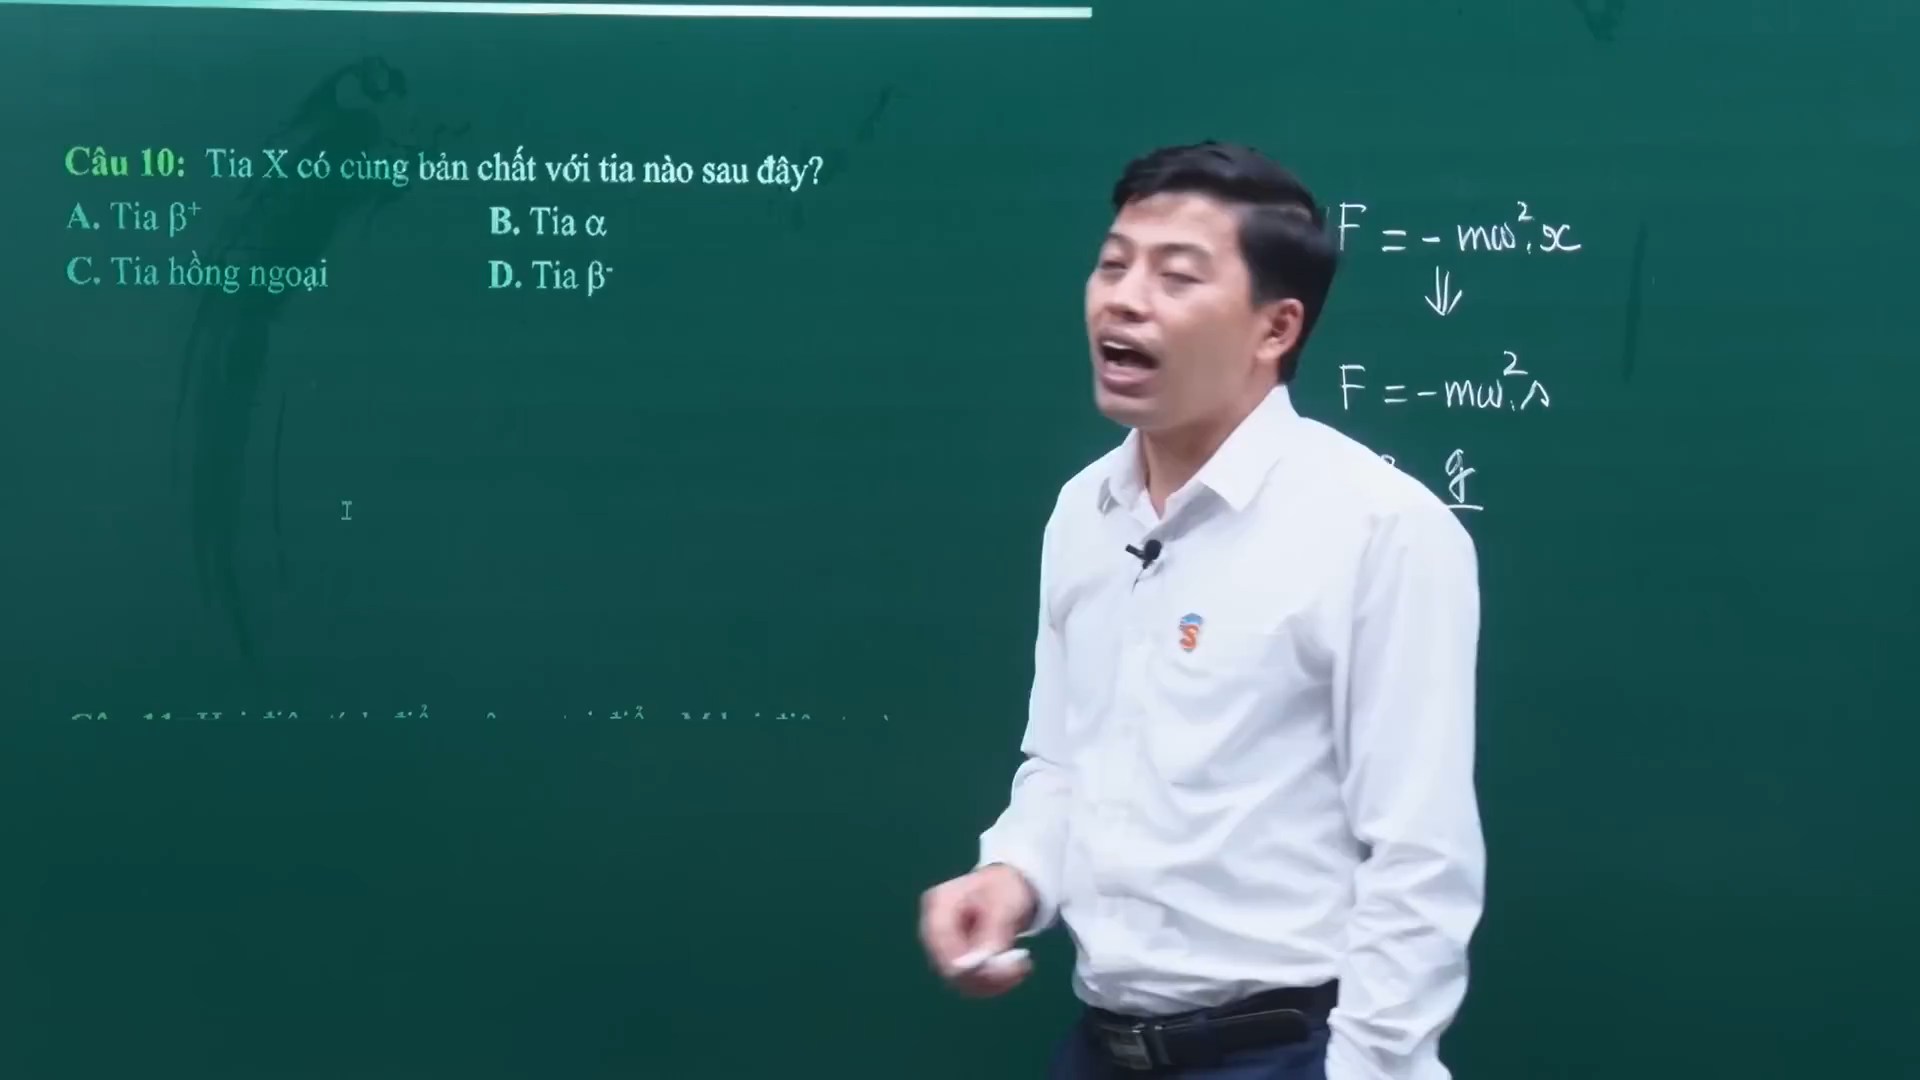 Câu 10: Tia X có cùng bản chất với tia nào sau đây?
A. Tia β⁺ B. Tia α
C. Tia hồng ngoại D. Tia β⁻
F = - mω².x
⇓
F = -mω².s
g
S